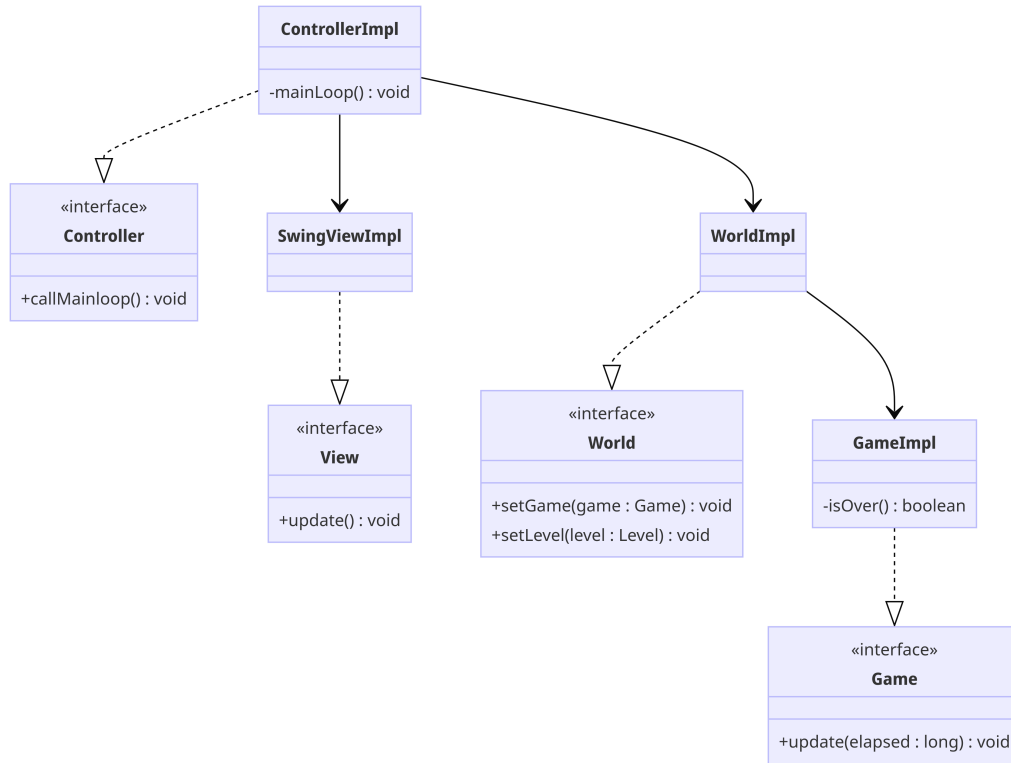 ControllerImpl
-mainLoop() : void
«interface»
Controller
+callMainloop() : void
SwingViewImpl
WorldImpl
«interface»
View
+update() : void
«interface»
World
+setGame(game : Game) : void
+setLevel(level : Level) : void
GameImpl
-isOver() : boolean
«interface»
Game
+update(elapsed : long) : void